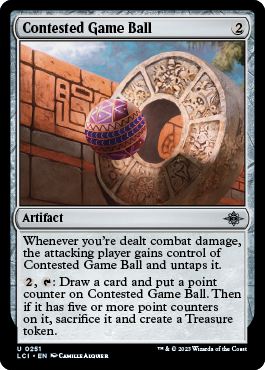 Contested Game Ball 2
Artifact
Whenever you're dealt combat damage,
the attacking player gains control of
Contested Game Ball and untaps it.
2, T: Draw a card and put a point
counter on Contested Game Ball. Then
if it has five or more point counters
on it, sacrifice it and create a Treasure
token.
U 0251
LCI • EN Camille Alquier ™ & © 2023 Wizards of the Coast